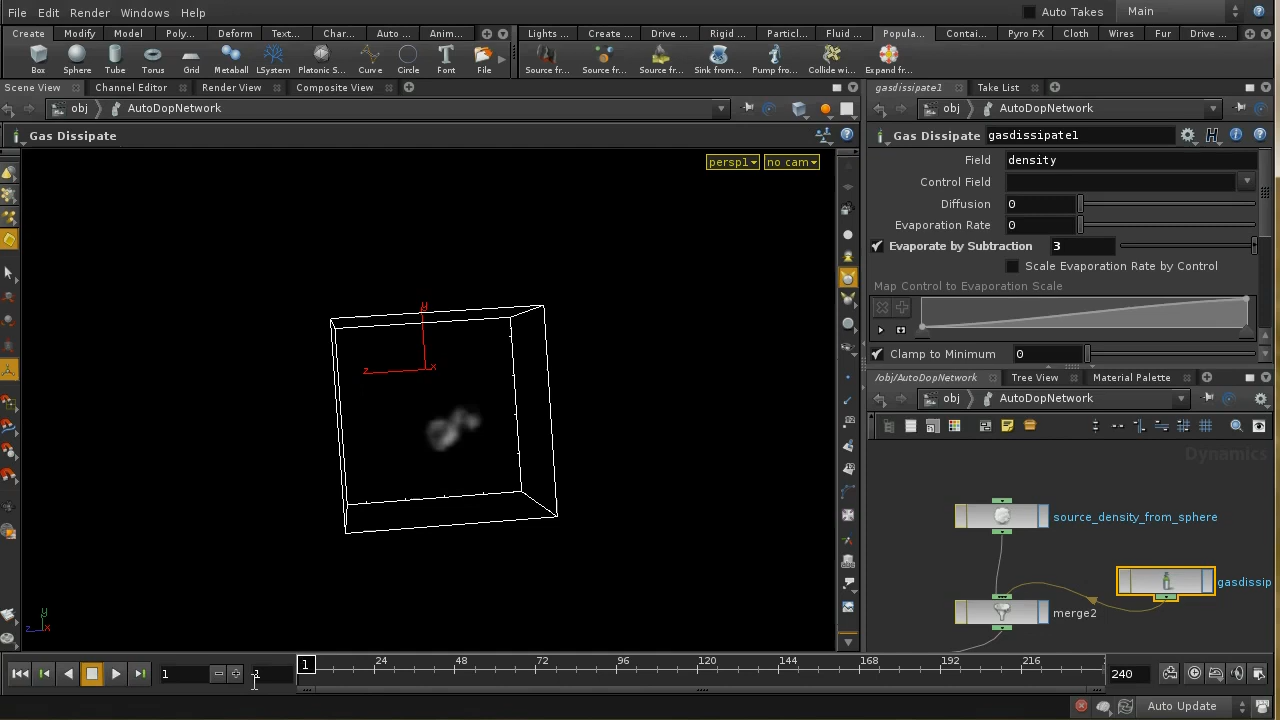 File Edit Render Windows Help Auto Takes Main
Create Modify Model Poly... Deform Text... Char... Auto ... Anim... Lights ... Create ... Drive ... Rigid ... Particl... Fluid ... Popula... Contai... Pyro FX Cloth Wires Fur Drive ...
Box Sphere Tube Torus Grid Metaball LSystem Platonic S... Curve Circle Font File Source fr... Source fr... Source fr... Sink from... Pump fro... Collide wi... Expand fr...
Scene View Channel Editor Render View Composite View gasdissipate1 Take List
obj AutoDopNetwork obj AutoDopNetwork
Gas Dissipate Gas Dissipate gasdissipate1
persp1 no cam
Field density
Control Field
Diffusion 0
Evaporation Rate 0
Evaporate by Subtraction 3
Scale Evaporation Rate by Control
Map Control to Evaporation Scale
Clamp to Minimum 0
/obj/AutoDopNetwork Tree View Material Palette
obj AutoDopNetwork
Dynamics
source_density_from_sphere
gasdissip
merge2
y
z x
y
z x
1 1 1 24 48 72 96 120 144 168 192 216 240
Auto Update